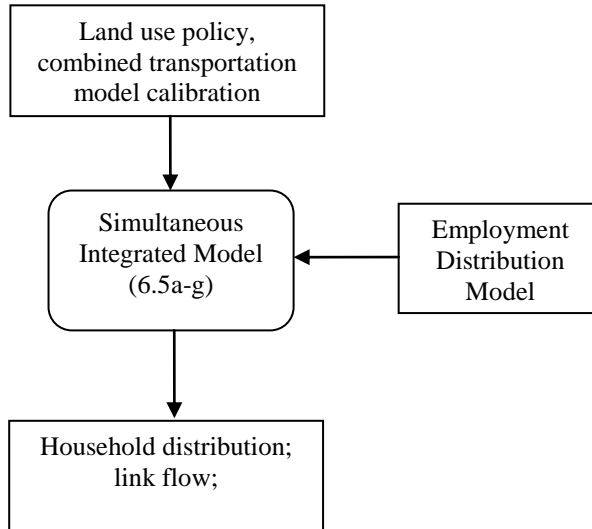 Land use policy,
combined transportation
model calibration
Simultaneous
Integrated Model
(6.5a-g)
Employment
Distribution
Model
Household distribution;
link flow;